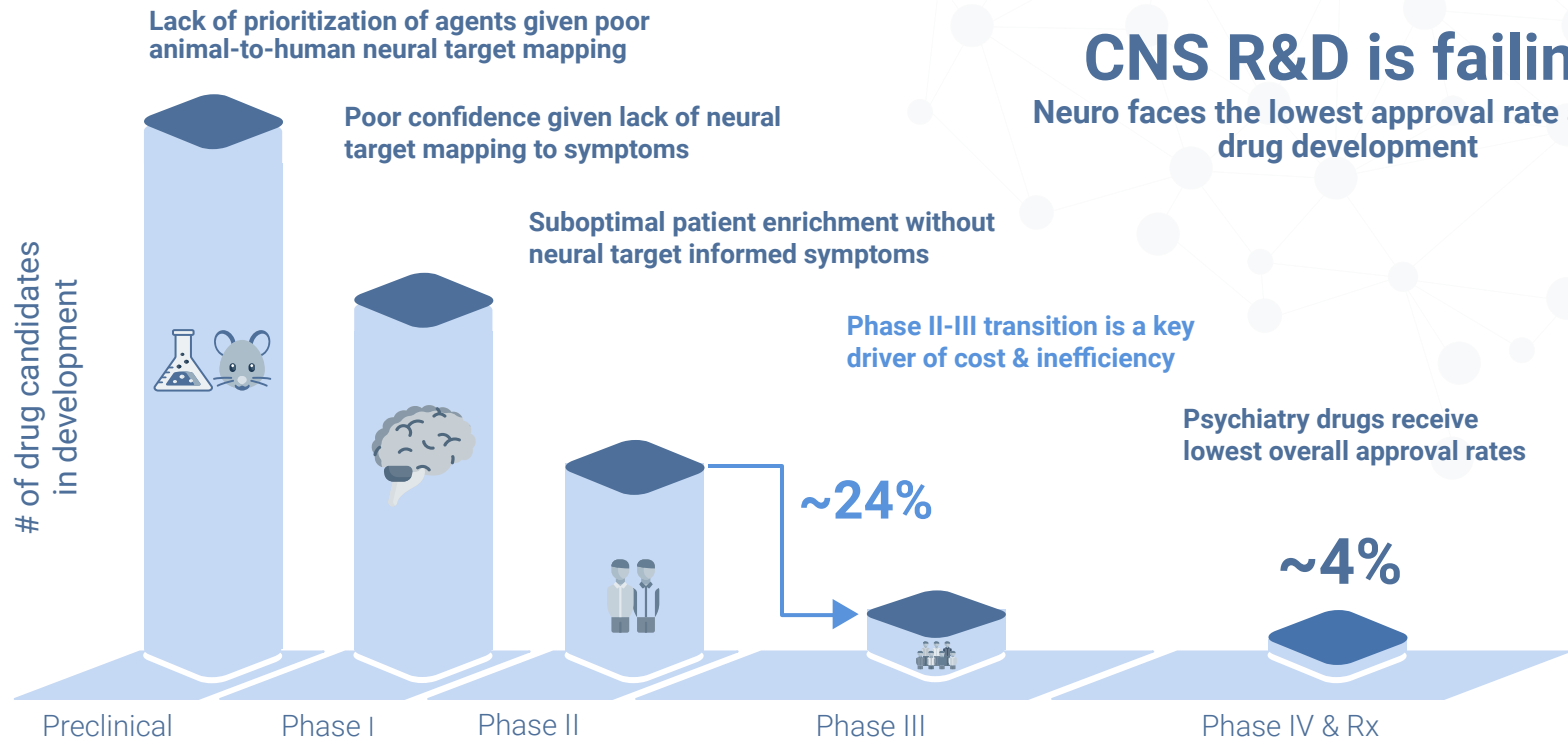 Lack of prioritization of agents given poor
animal-to-human neural target mapping
CNS R&D is failin
Neuro faces the lowest approval rate
drug development
Poor confidence given lack of neural
target mapping to symptoms
Suboptimal patient enrichment without
neural target informed symptoms
Phase II-III transition is a key
driver of cost & inefficiency
Psychiatry drugs receive
lowest overall approval rates
# of drug candidates
in development
~24%
~4%
Preclinical
Phase I
Phase II
Phase III
Phase IV & Rx